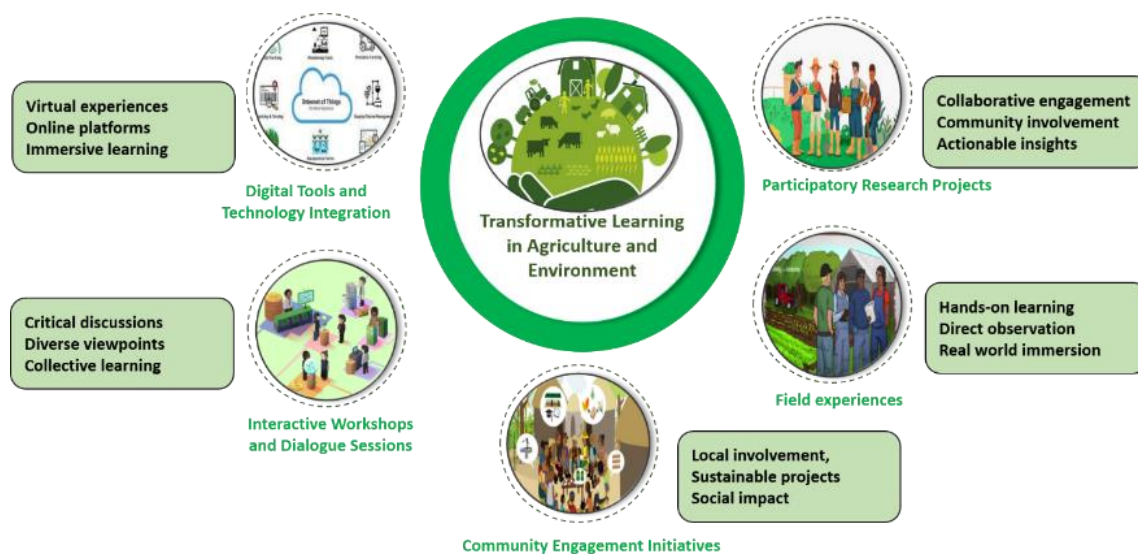 Virtual experiences
Online platforms
Immersive learning
Internet of Things
Digital Tools and
Technology Integration
Transformative Learning
in Agriculture and
Environment
Collaborative engagement
Community involvement
Actionable insights
Participatory Research Projects
Critical discussions
Diverse viewpoints
Collective learning
Interactive Workshops
and Dialogue Sessions
Hands-on learning
Direct observation
Real world immersion
Field experiences
Local involvement,
Sustainable projects
Social impact
Community Engagement Initiatives